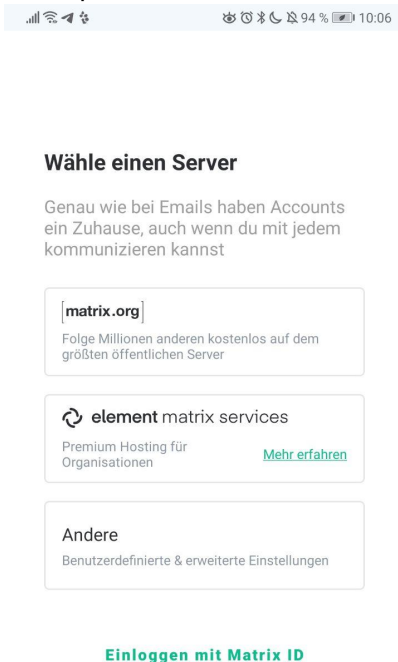 94 % 10:06
Wähle einen Server
Genau wie bei Emails haben Accounts
ein Zuhause, auch wenn du mit jedem
kommunizieren kannst
[matrix.org]
Folge Millionen anderen kostenlos auf dem
größten öffentlichen Server
element matrix services
Premium Hosting für
Organisationen
Mehr erfahren
Andere
Benutzerdefinierte & erweiterte Einstellungen
Einloggen mit Matrix ID